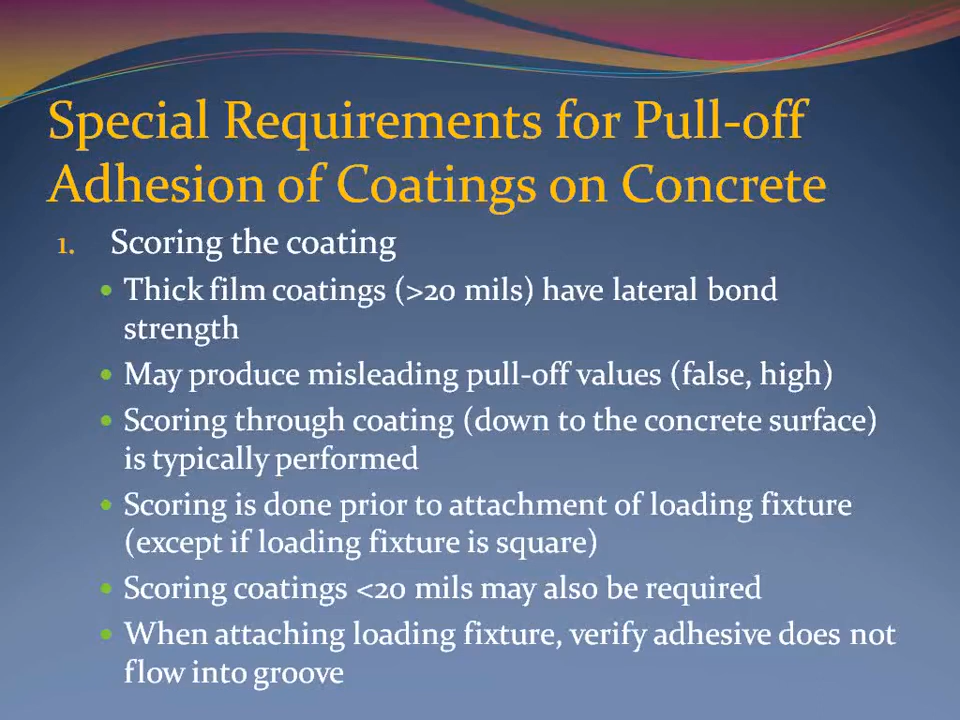 Special Requirements for Pull-off
Adhesion of Coatings on Concrete
1. Scoring the coating
• Thick film coatings (>20 mils) have lateral bond
strength
• May produce misleading pull-off values (false, high)
• Scoring through coating (down to the concrete surface)
is typically performed
• Scoring is done prior to attachment of loading fixture
(except if loading fixture is square)
• Scoring coatings <20 mils may also be required
• When attaching loading fixture, verify adhesive does not
flow into groove